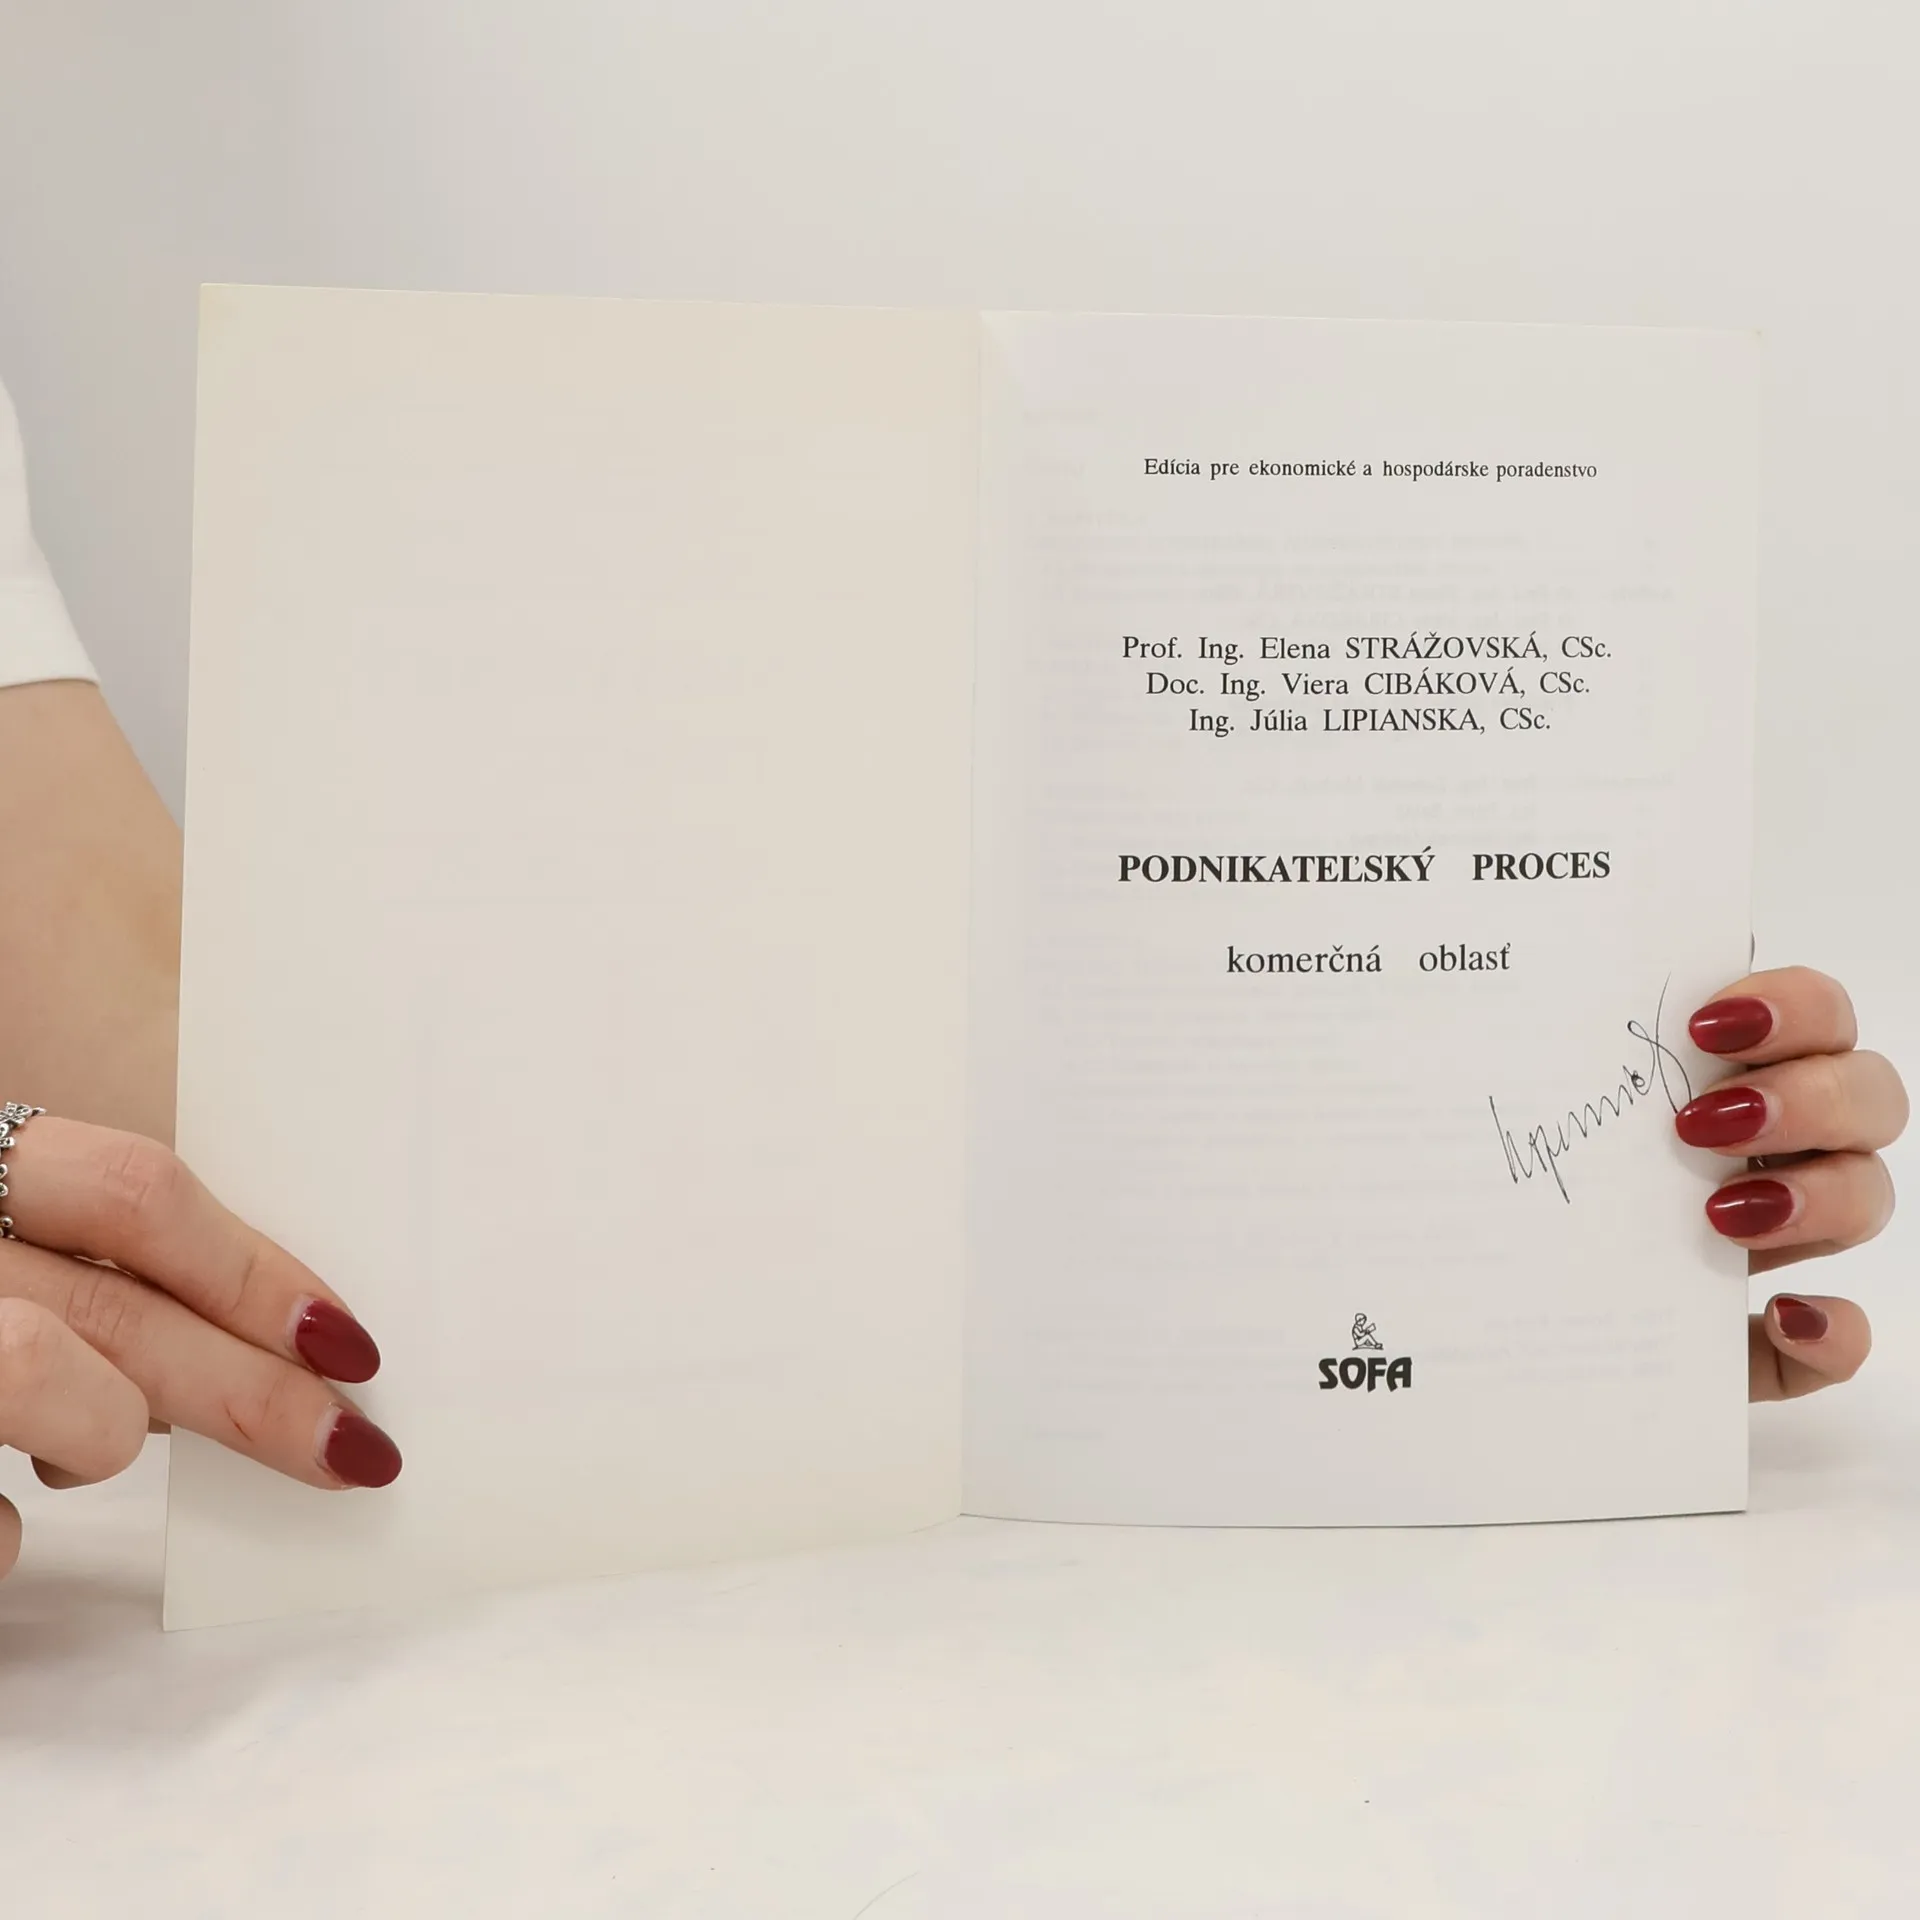 Edícia pre ekonomické a hospodárske poradenstvo
Prof. Ing. Elena STRÁŽOVSKÁ, CSc.
Doc. Ing. Viera CIBÁKOVÁ, CSc.
Ing. Júlia LIPIANSKA, CSc.
PODNIKATEĽSKÝ PROCES
komerčná oblasť
SOFA